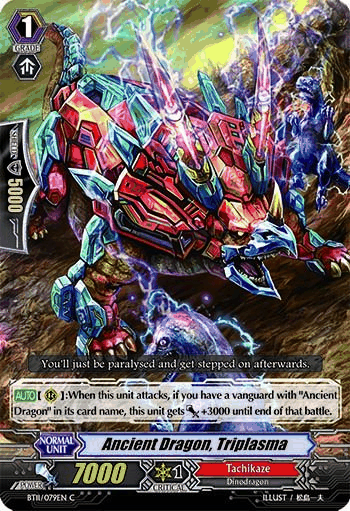 1
GRADE
5000
SHIELD
You'll just be paralysed and get stepped on afterwards.
AUTO [ ]:When this unit attacks, if you have a vanguard with "Ancient
Dragon" in its card name, this unit gets +3000 until end of that battle.
NORMAL
UNIT
Ancient Dragon, Triplasma
POWER
7000
1
CRITICAL
Tachikaze
Dinodragon
BT11/079EN C
ILLUST / 松島一夫